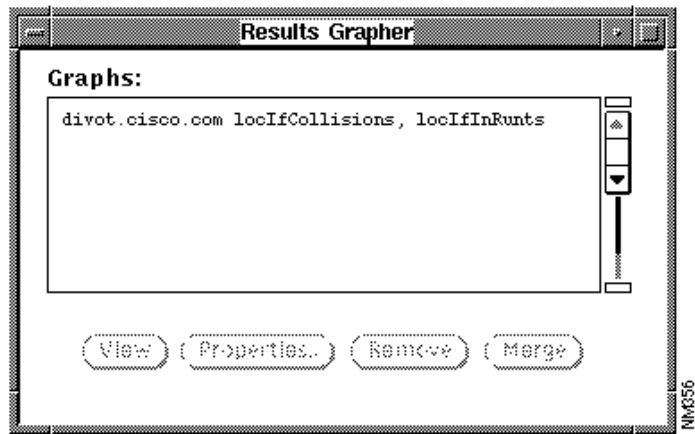 Results Grapher
Graphs:
divot.cisco.com locIfCollisions, locIfInRunts
View
Properties..
Remove
Merge
NM356